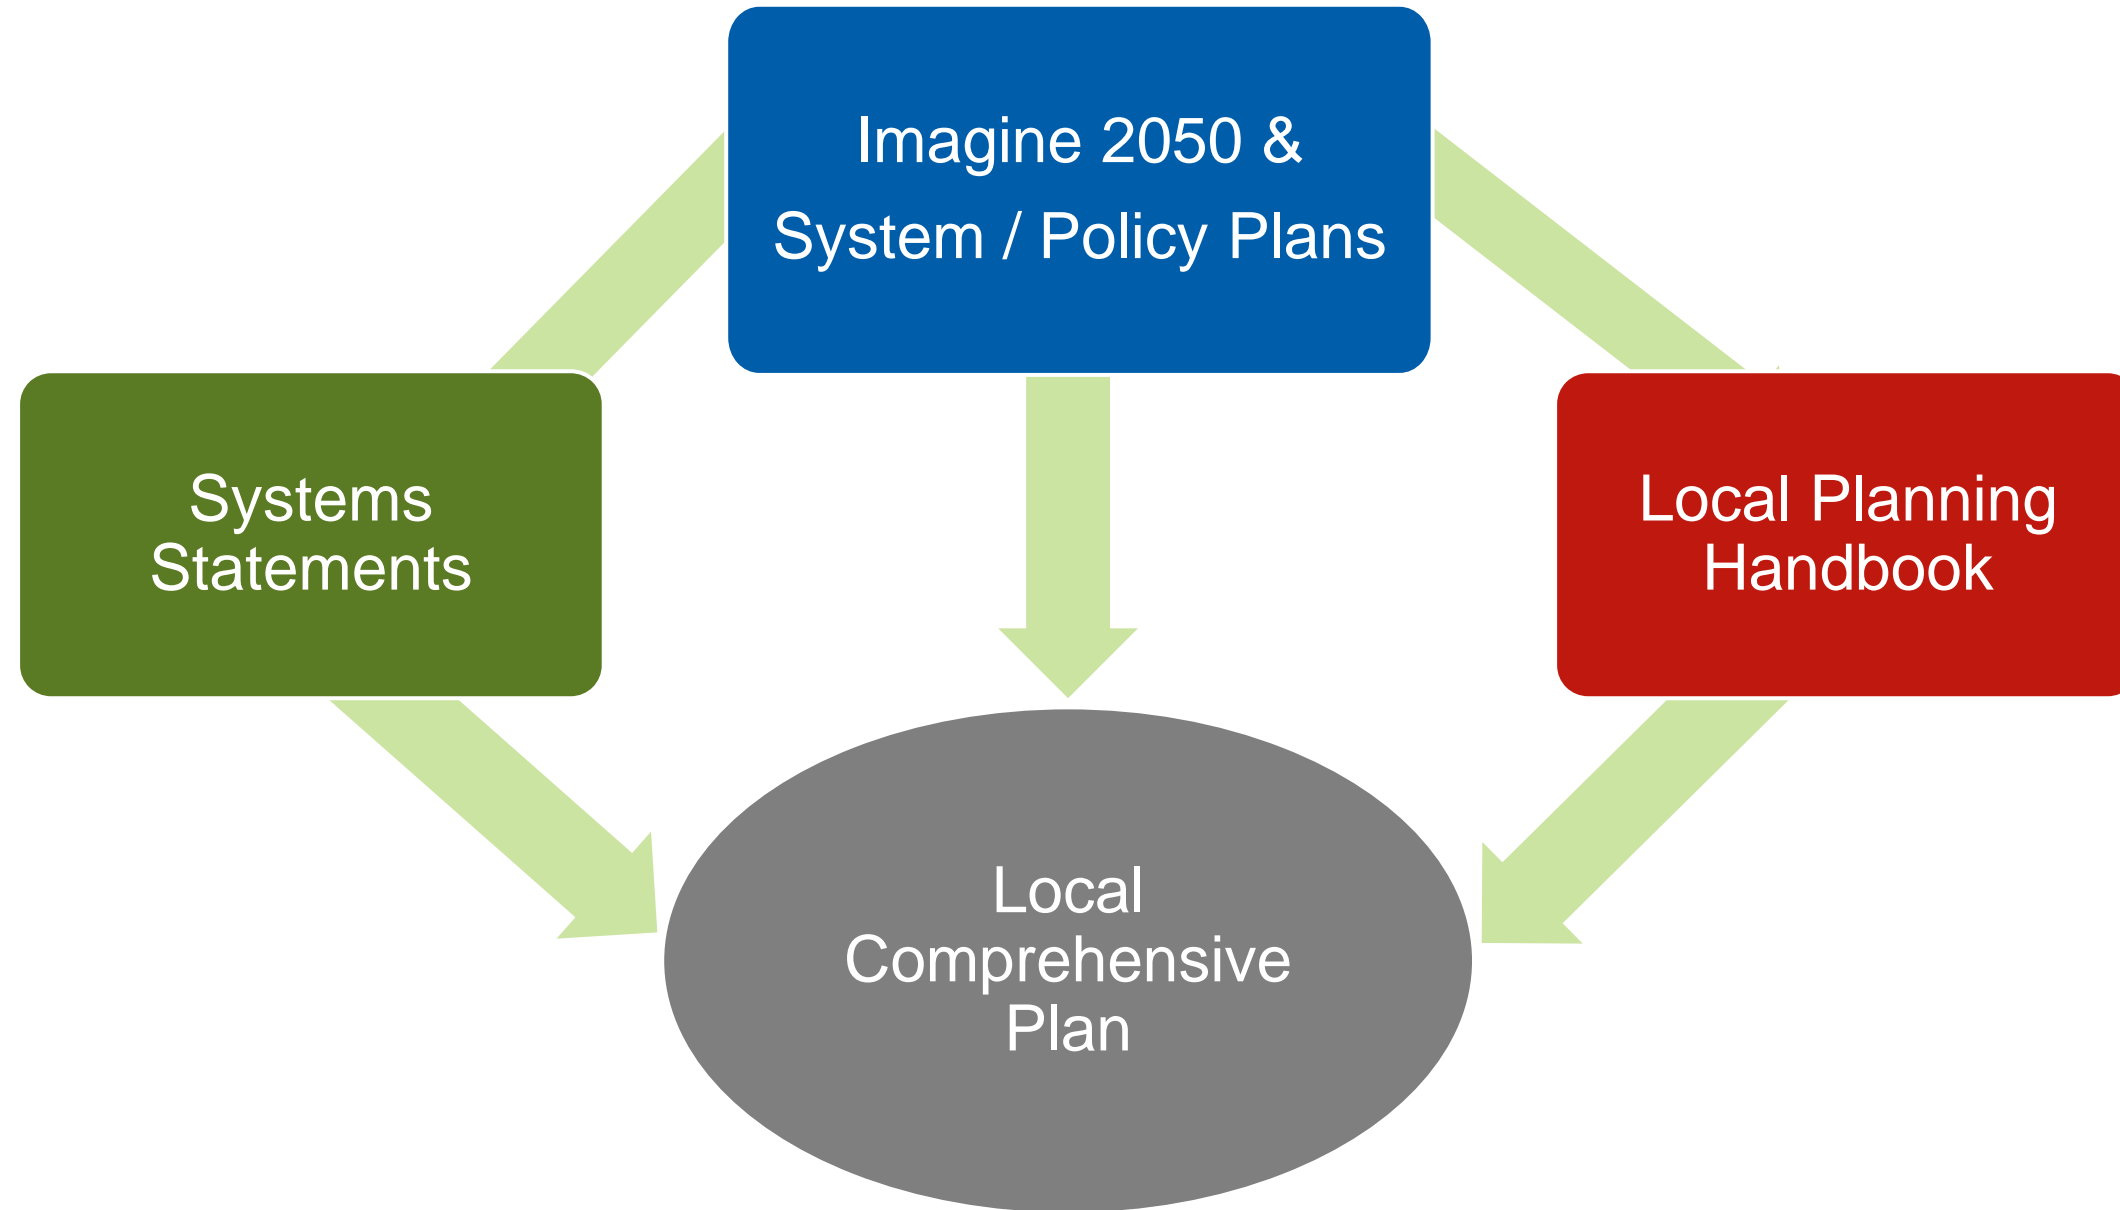 Imagine 2050 &
System / Policy Plans
Systems
Statements
Local Planning
Handbook
Local
Comprehensive
Plan